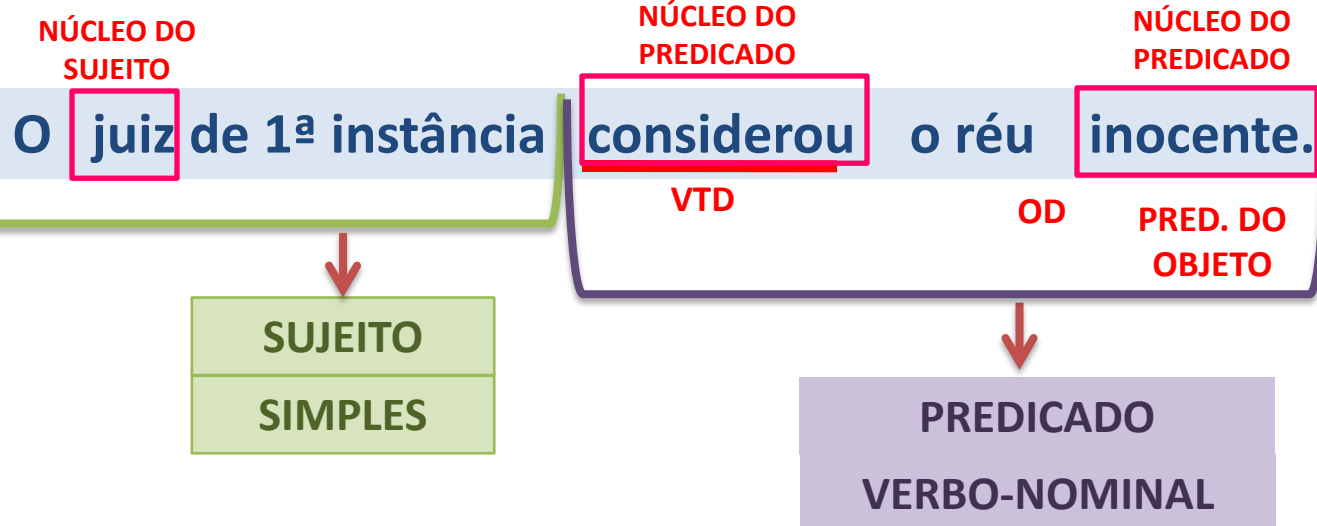 NÚCLEO DO
SUJEITO
NÚCLEO DO
PREDICADO
NÚCLEO DO
PREDICADO
O juiz de 1ª instância considerou o réu inocente.
VTD
OD
PRED. DO
OBJETO
SUJEITO
SIMPLES
PREDICADO
VERBO-NOMINAL